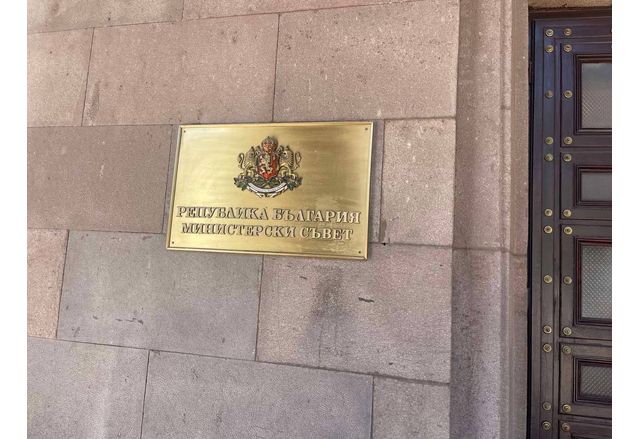 РЕПУБЛИКА БЪЛГАРИЯ
МИНИСТЕРСКИ СЪВЕТ